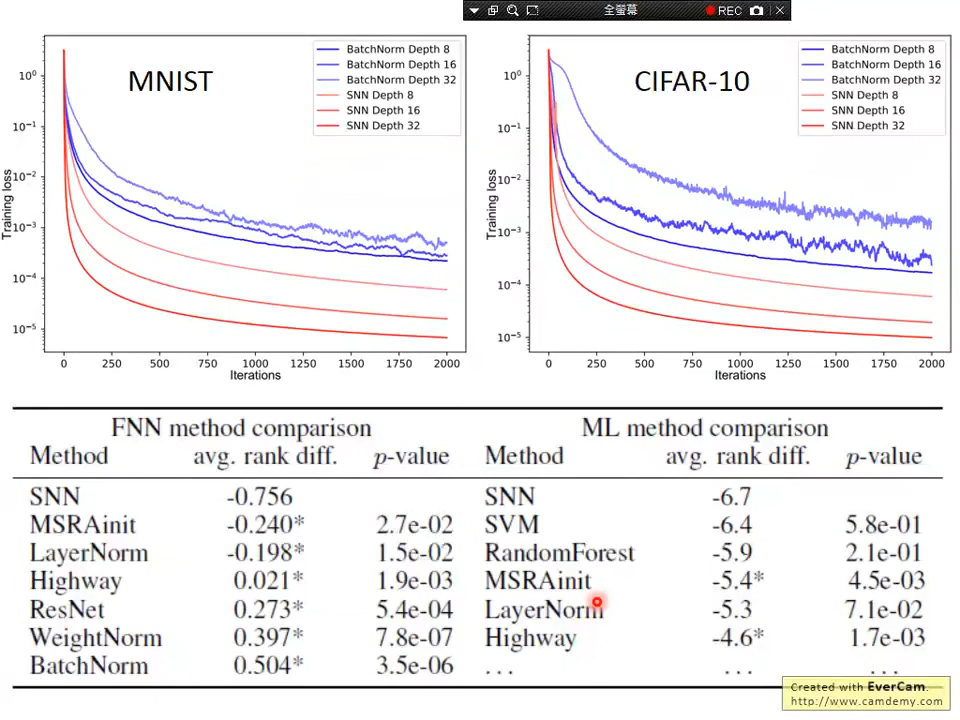 全螢幕 REC
MNIST
BatchNorm Depth 8
BatchNorm Depth 16
BatchNorm Depth 32
SNN Depth 8
SNN Depth 16
SNN Depth 32
Training loss
10⁰
10⁻¹
10⁻²
10⁻³
10⁻⁴
10⁻⁵
0 250 500 750 1000 1250 1500 1750 2000
Iterations
CIFAR-10
BatchNorm Depth 8
BatchNorm Depth 16
BatchNorm Depth 32
SNN Depth 8
SNN Depth 16
SNN Depth 32
Training loss
10⁰
10⁻¹
10⁻²
10⁻³
10⁻⁴
10⁻⁵
0 250 500 750 1000 1250 1500 1750 2000
Iterations
FNN method comparison
Method avg. rank diff. p-value
SNN -0.756
MSRAinit -0.240* 2.7e-02
LayerNorm -0.198* 1.5e-02
Highway 0.021* 1.9e-03
ResNet 0.273* 5.4e-04
WeightNorm 0.397* 7.8e-07
BatchNorm 0.504* 3.5e-06
ML method comparison
Method avg. rank diff. p-value
SNN -6.7
SVM -6.4 5.8e-01
RandomForest -5.9 2.1e-01
MSRAinit -5.4* 4.5e-03
LayerNorm -5.3 7.1e-02
Highway -4.6* 1.7e-03
... ... ...
Created with EverCam.
http://www.camdemy.com